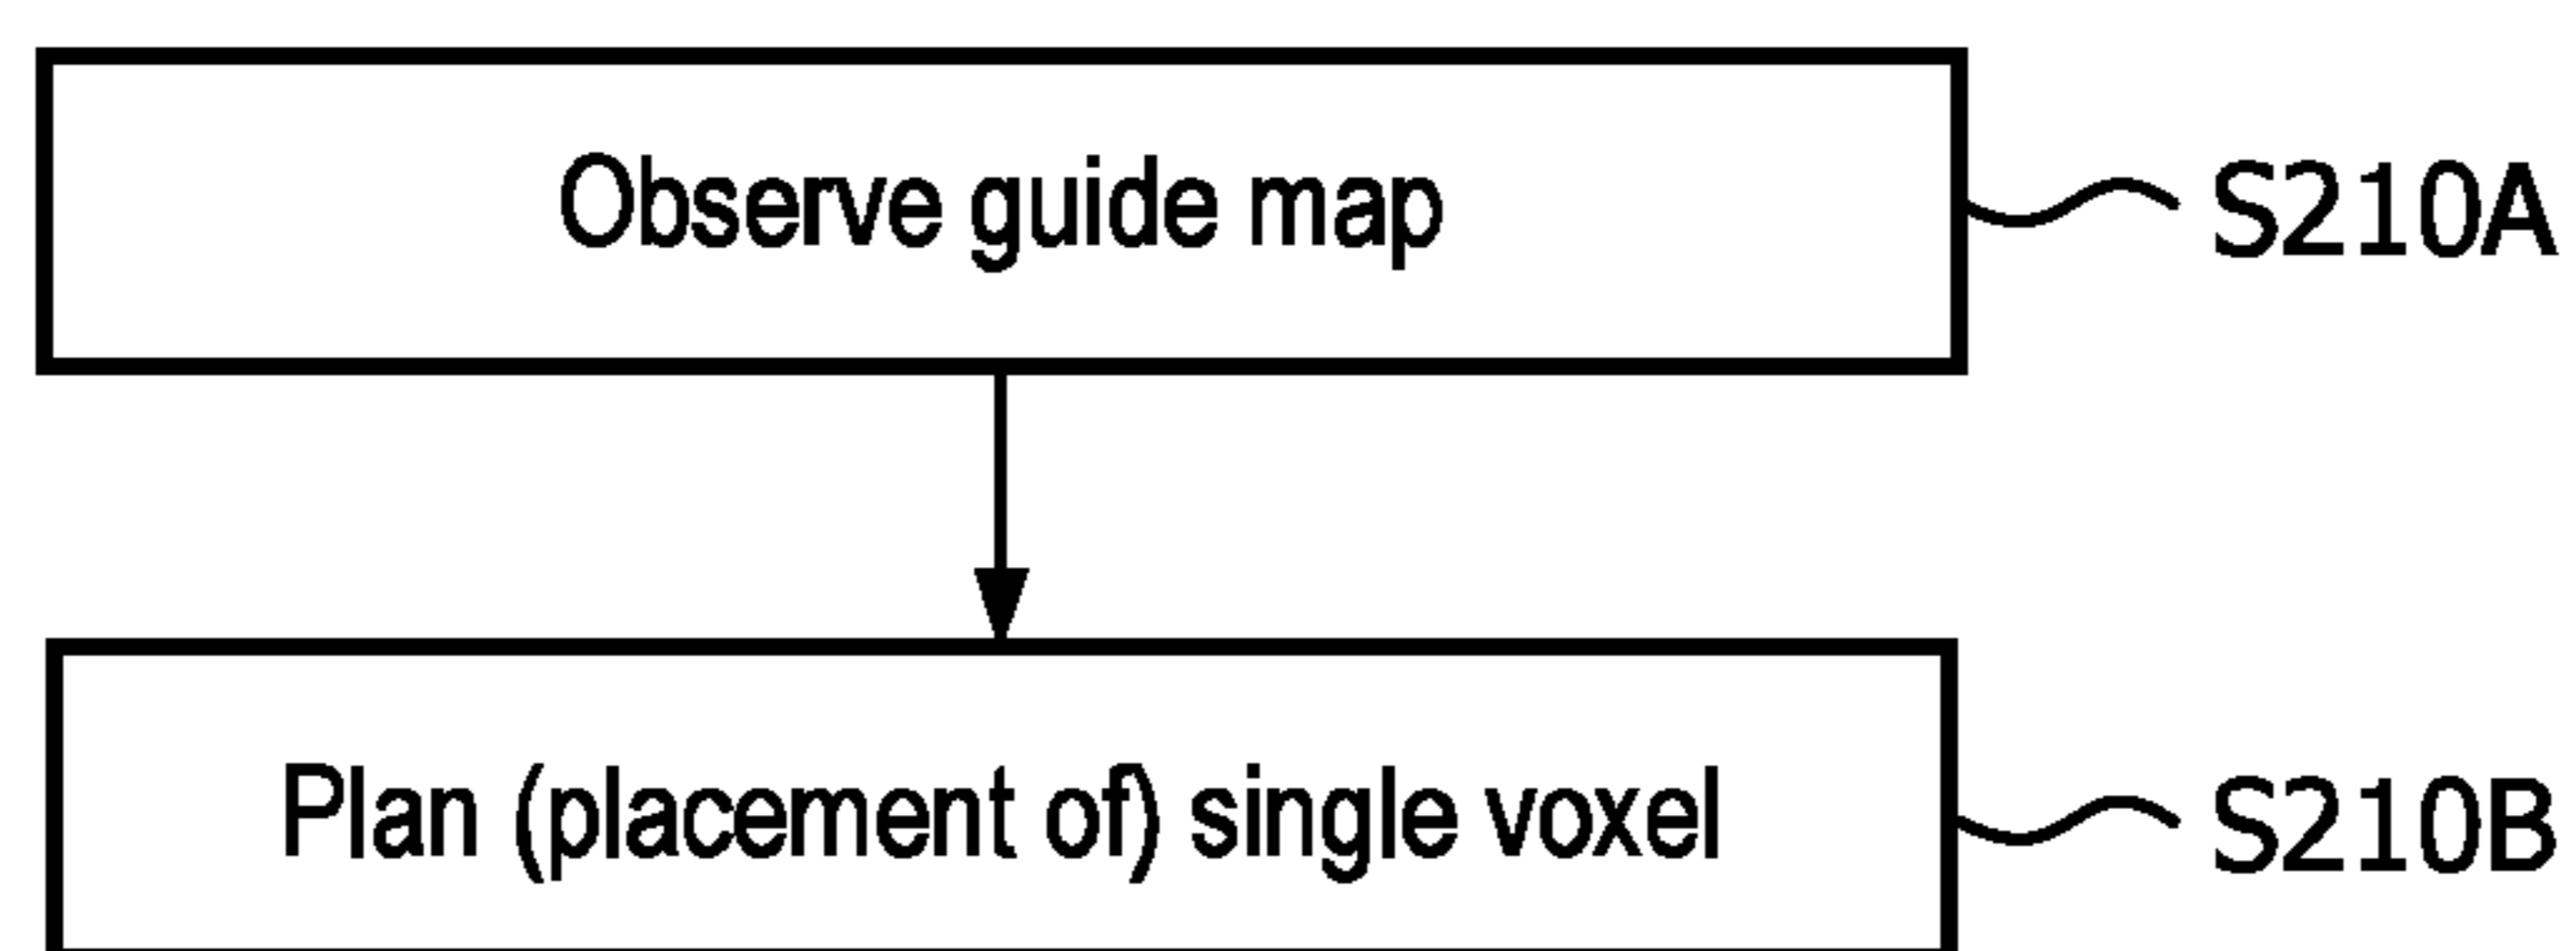 Observe guide map
S210A
Plan (placement of) single voxel
S210B